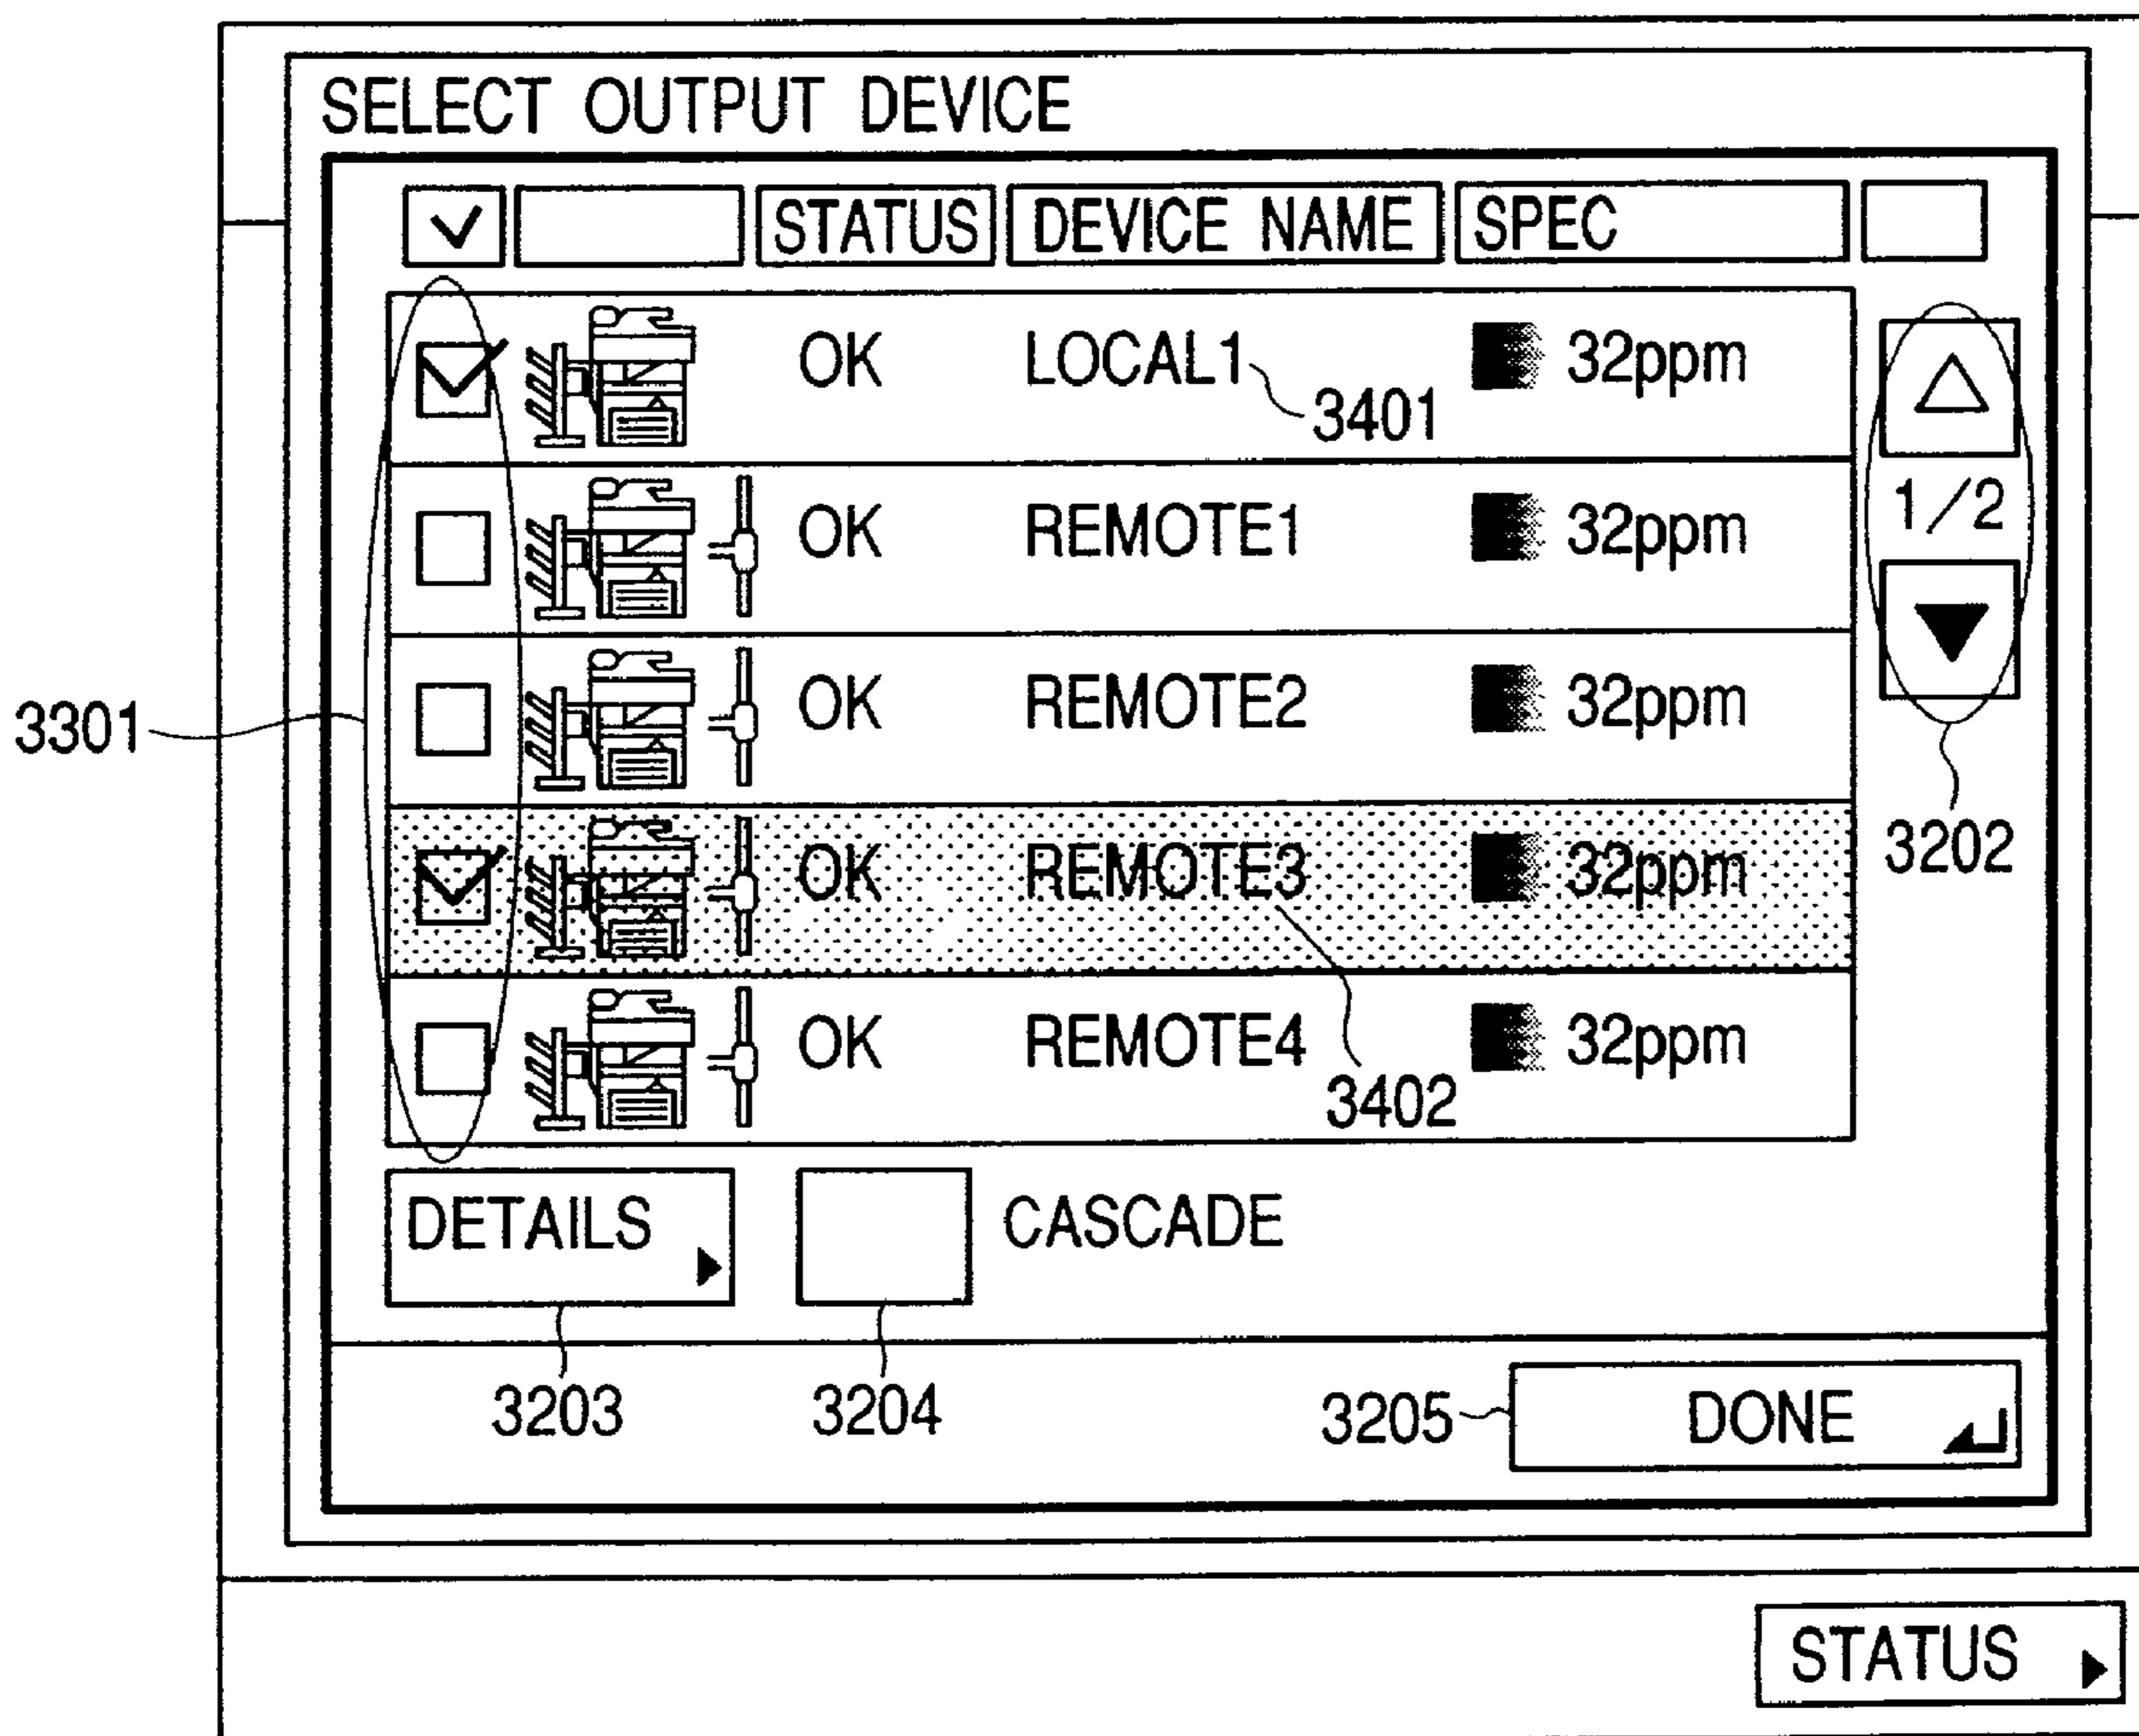 SELECT OUTPUT DEVICE
STATUS DEVICE NAME SPEC
OK LOCAL1 32ppm
3401
OK REMOTE1 32ppm
1/2
OK REMOTE2 32ppm
3301
OK REMOTE3 32ppm
3202
OK REMOTE4 32ppm
3402
DETAILS CASCADE
3203 3204 3205 DONE
STATUS